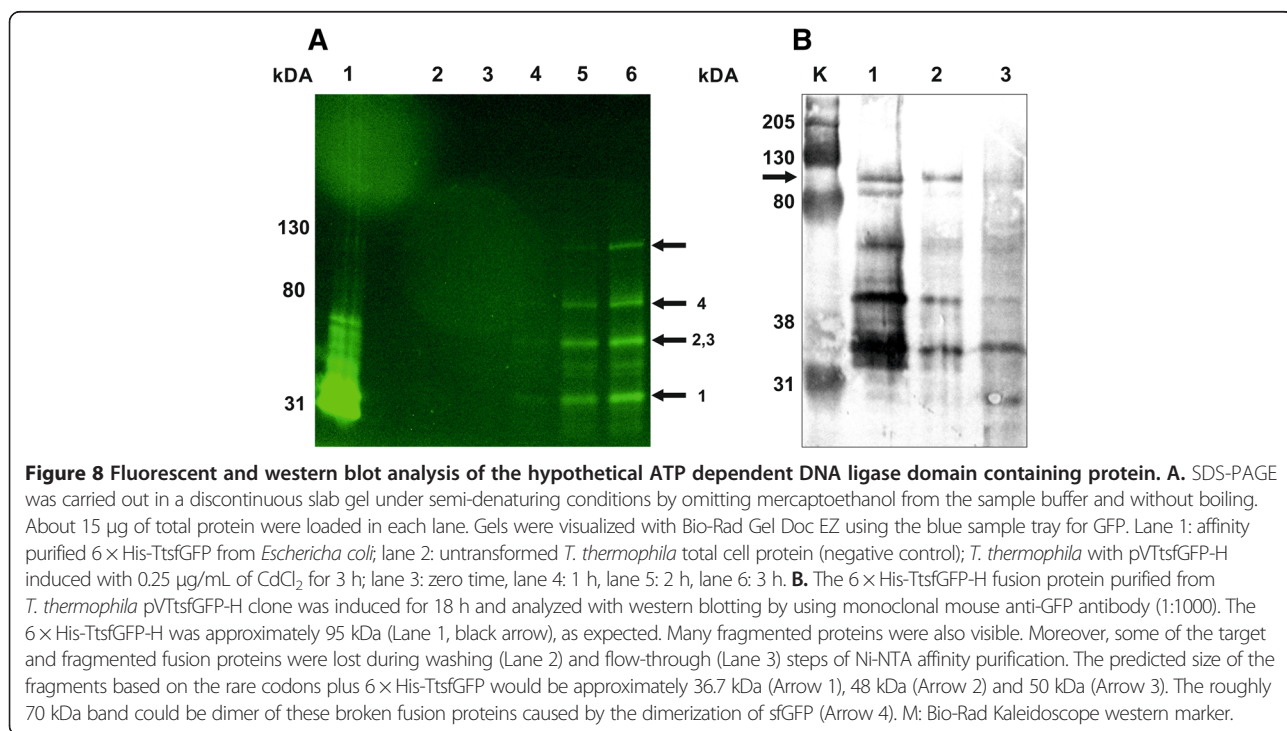 A
B
kDA 1 2 3 4 5 6
kDA K 1 2 3
130
80
31
4
2,3
1
205
130
80
38
31
Figure 8 Fluorescent and western blot analysis of the hypothetical ATP dependent DNA ligase domain containing protein. A. SDS-PAGE
was carried out in a discontinuous slab gel under semi-denaturing conditions by omitting mercaptoethanol from the sample buffer and without boiling.
About 15 μg of total protein were loaded in each lane. Gels were visualized with Bio-Rad Gel Doc EZ using the blue sample tray for GFP. Lane 1: affinity
purified 6 × His-TtsfGFP from Eschericha coli; lane 2: untransformed T. thermophila total cell protein (negative control); T. thermophila with pVTtsfGFP-H
induced with 0.25 μg/mL of CdCl₂ for 3 h; lane 3: zero time, lane 4: 1 h, lane 5: 2 h, lane 6: 3 h. B. The 6 × His-TtsfGFP-H fusion protein purified from
T. thermophila pVTtsfGFP-H clone was induced for 18 h and analyzed with western blotting by using monoclonal mouse anti-GFP antibody (1:1000). The
6 × His-TtsfGFP-H was approximately 95 kDa (Lane 1, black arrow), as expected. Many fragmented proteins were also visible. Moreover, some of the target
and fragmented fusion proteins were lost during washing (Lane 2) and flow-through (Lane 3) steps of Ni-NTA affinity purification. The predicted size of the
fragments based on the rare codons plus 6 × His-TtsfGFP would be approximately 36.7 kDa (Arrow 1), 48 kDa (Arrow 2) and 50 kDa (Arrow 3). The roughly
70 kDa band could be dimer of these broken fusion proteins caused by the dimerization of sfGFP (Arrow 4). M: Bio-Rad Kaleidoscope western marker.